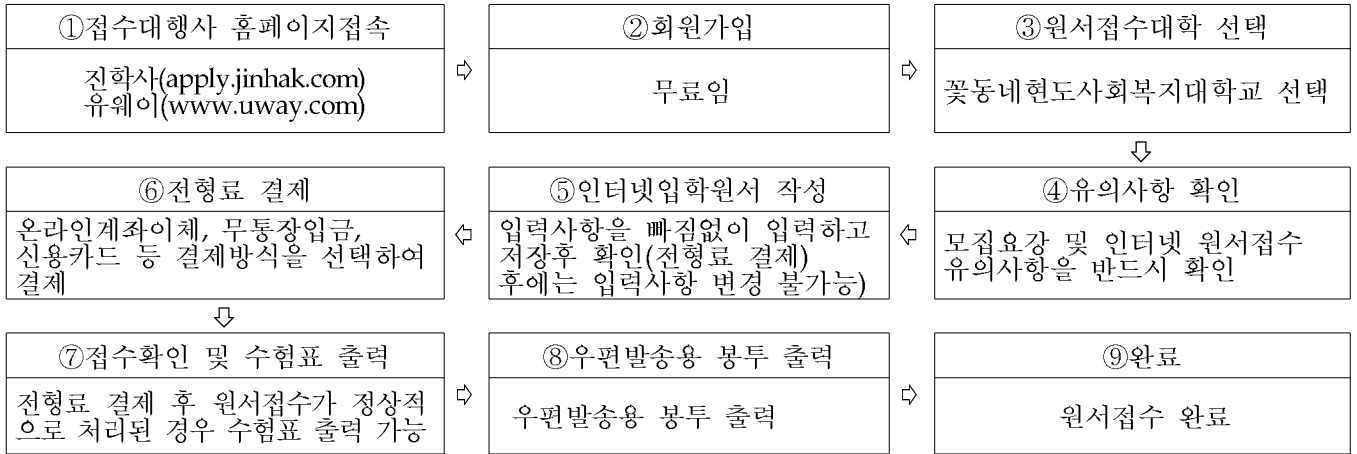 ①접수대행사 홈페이지접속
진학사(apply.jinhak.com)
유웨이(www.uway.com)
②회원가입
무료임
③원서접수대학 선택
꽃동네현도사회복지대학교 선택
④유의사항 확인
모집요강 및 인터넷 원서접수
유의사항을 반드시 확인
⑤인터넷입학원서 작성
입력사항을 빠짐없이 입력하고
저장후 확인(전형료 결제)
후에는 입력사항 변경 불가능)
⑥전형료 결제
온라인계좌이체, 무통장입금,
신용카드 등 결제방식을 선택하여
결제
⑦접수확인 및 수험표 출력
전형료 결제 후 원서접수가 정상적
으로 처리된 경우 수험표 출력 가능
⑧우편발송용 봉투 출력
우편발송용 봉투 출력
⑨완료
원서접수 완료